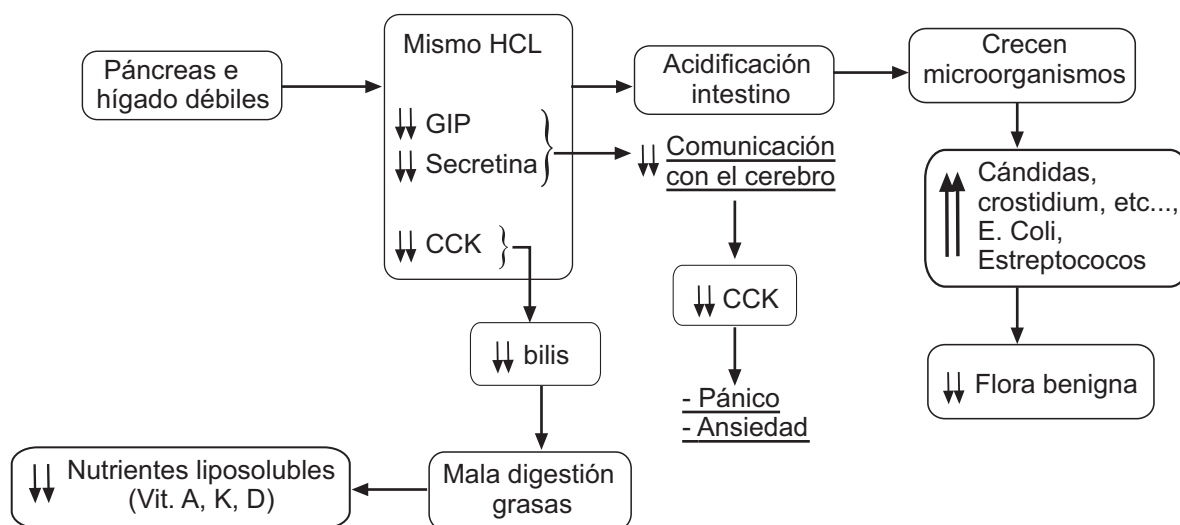 Páncreas e
hígado débiles
Mismo HCL
GIP
Secretina
CCK
Acidificación
intestino
Crecen
microorganismos
Comunicación
con el cerebro
Cándidas,
crostidium, etc...,
E. Coli,
Estreptococos
CCK
bilis
Flora benigna
- Pánico
- Ansiedad
Mala digestión
grasas
Nutrientes liposolubles
(Vit. A, K, D)